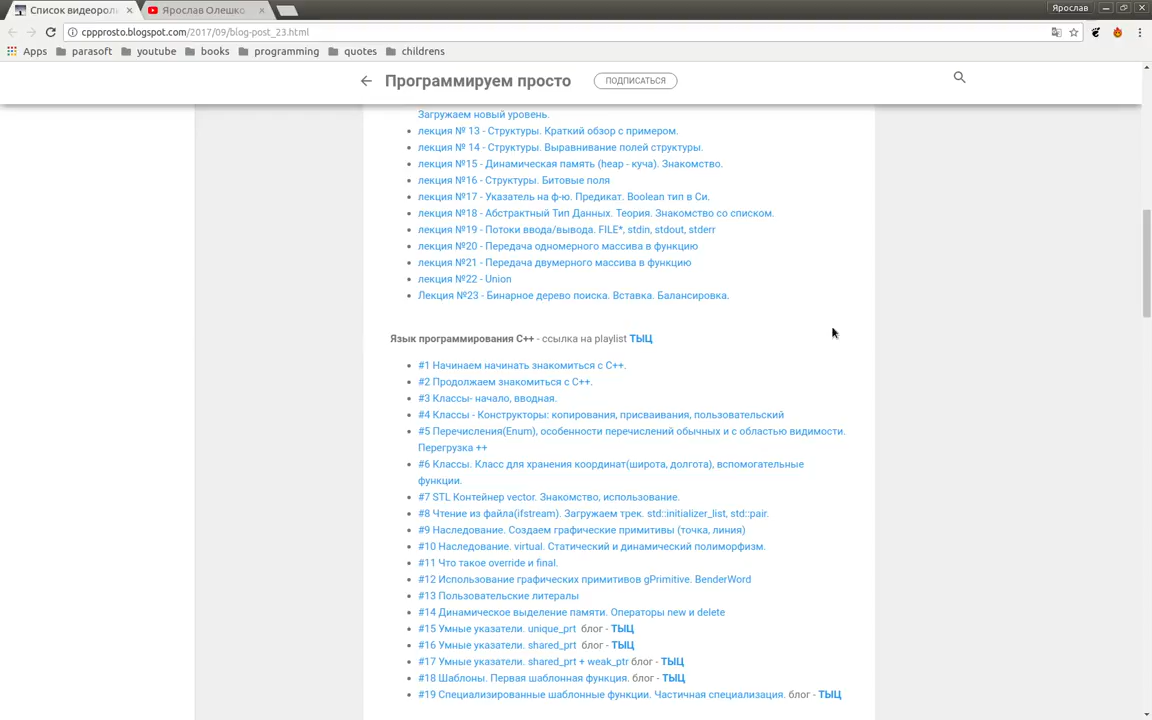 Список видеорол
Ярослав Олешко
Ярослав
cppprosto.blogspot.com/2017/09/blog-post_23.html
Apps parasoft youtube books programming quotes childrens
Программируем просто ПОДПИСАТЬСЯ
Загружаем новый уровень.
лекция № 13 - Структуры. Краткий обзор с примером.
лекция № 14 - Структуры. Выравнивание полей структуры.
лекция №15 - Динамическая память (heap - куча). Знакомство.
лекция №16 - Структуры. Битовые поля
лекция №17 - Указатель на ф-ю. Предикат. Boolean тип в Си.
лекция №18 - Абстрактный Тип Данных. Теория. Знакомство со списком.
лекция №19 - Потоки ввода/вывода. FILE*, stdin, stdout, stderr
лекция №20 - Передача одномерного массива в функцию
лекция №21 - Передача двумерного массива в функцию
лекция №22 - Union
Лекция №23 - Бинарное дерево поиска. Вставка. Балансировка.
Язык программирования C++ - ссылка на playlist ТЫЦ
#1 Начинаем начинать знакомиться с C++.
#2 Продолжаем знакомиться с C++.
#3 Классы- начало, вводная.
#4 Классы - Конструкторы: копирования, присваивания, пользовательский
#5 Перечисления(Enum), особенности перечислений обычных и с областью видимости.
Перегрузка ++
#6 Классы. Класс для хранения координат(широта, долгота), вспомогательные
функции.
#7 STL Контейнер vector. Знакомство, использование.
#8 Чтение из файла(ifstream). Загружаем трек. std::initializer_list, std::pair.
#9 Наследование. Создаем графические примитивы (точка, линия)
#10 Наследование. virtual. Статический и динамический полиморфизм.
#11 Что такое override и final.
#12 Использование графических примитивов gPrimitive. BenderWord
#13 Пользовательские литералы
#14 Динамическое выделение памяти. Операторы new и delete
#15 Умные указатели. unique_prt блог - ТЫЦ
#16 Умные указатели. shared_prt блог - ТЫЦ
#17 Умные указатели. shared_prt + weak_ptr блог - ТЫЦ
#18 Шаблоны. Первая шаблонная функция. блог - ТЫЦ
#19 Специализированные шаблонные функции. Частичная специализация. блог - ТЫЦ